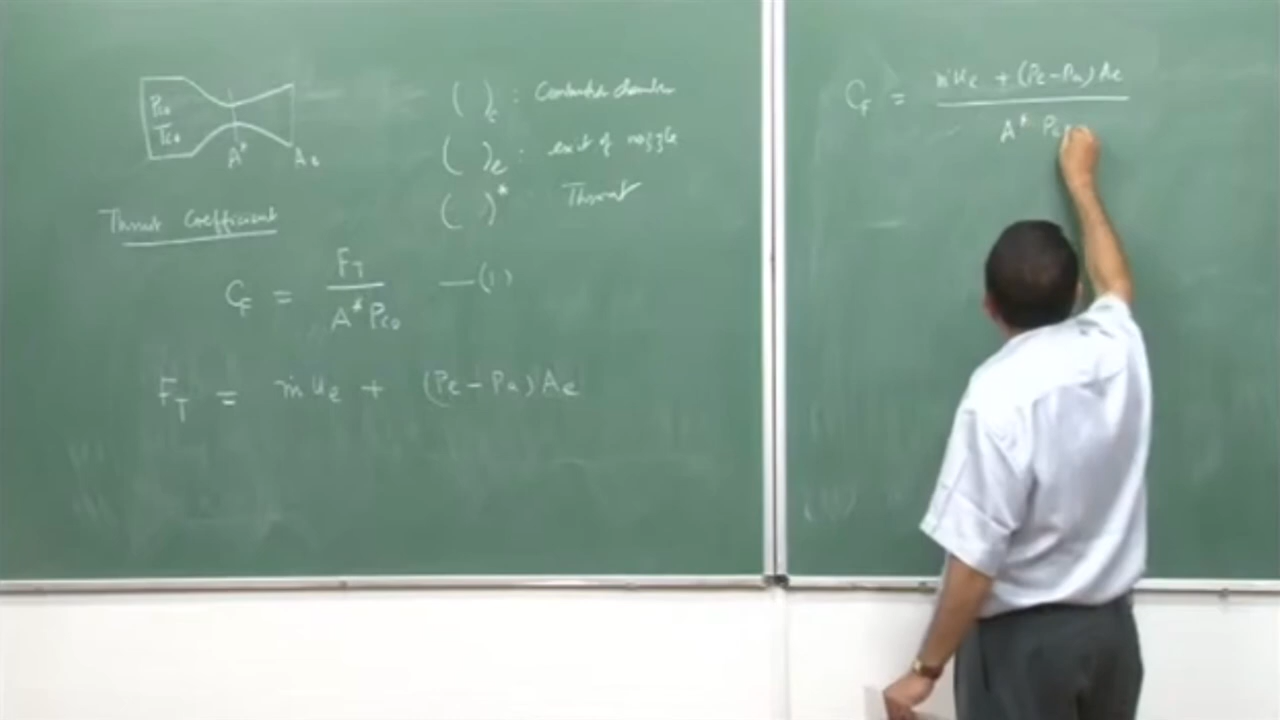 Pc0
Tc0
A*
Ae
( )c : Combustion chamber
( )e : exit of nozzle
( )* : Throat
Thrust Coefficient
CF = FT / A* Pc0 —(1)
FT = ṁ ue + (Pe - Pa) Ae
CF = ṁ ue + (Pe - Pa) Ae / A* Pc0